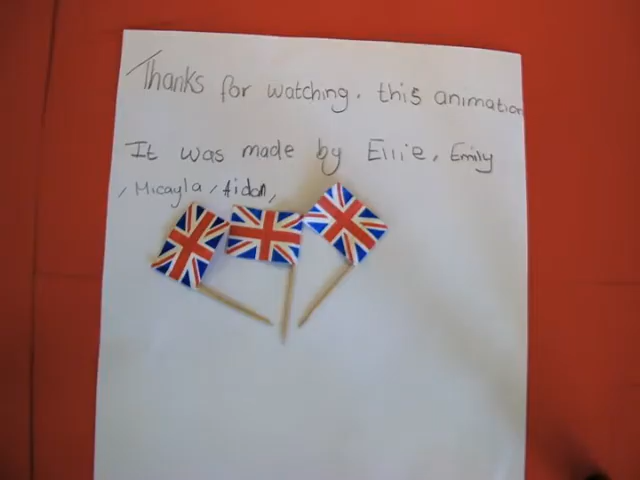 Thanks for watching. this animation
It was made by Ellie, Emily
, Micayla, Aidan,